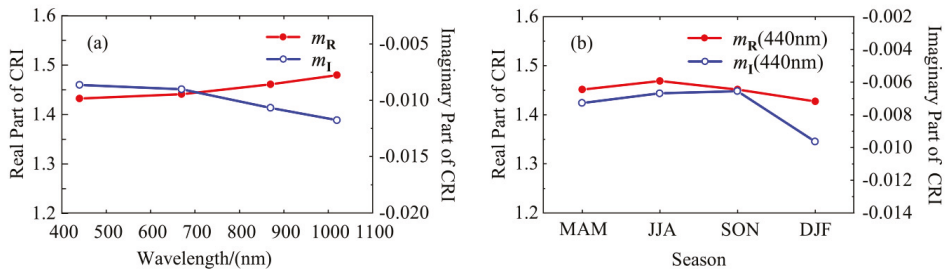 (a)
m_R
m_I
1.6
1.5
1.4
1.3
1.2
Real Part of CRI
-0.005
-0.010
-0.015
-0.020
Imaginary Part of CRI
400 500 600 700 800 900 1000 1100
Wavelength/(nm)
(b)
m_R(440nm)
m_I(440nm)
1.6
1.5
1.4
1.3
1.2
Real Part of CRI
-0.002
-0.004
-0.006
-0.008
-0.010
-0.012
-0.014
Imaginary Part of CRI
MAM JJA SON DJF
Season